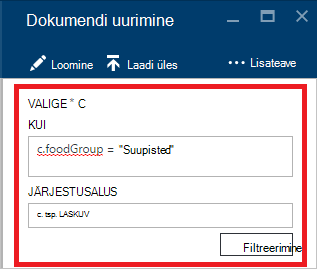 Dokumendi uurimine
Loomine Laadi üles ... Lisateave
VALIGE * C
KUI
c.foodGroup = "Suupisted"
JÄRJESTUSALUS
c. tsp. LASKUV
Filtreerimine